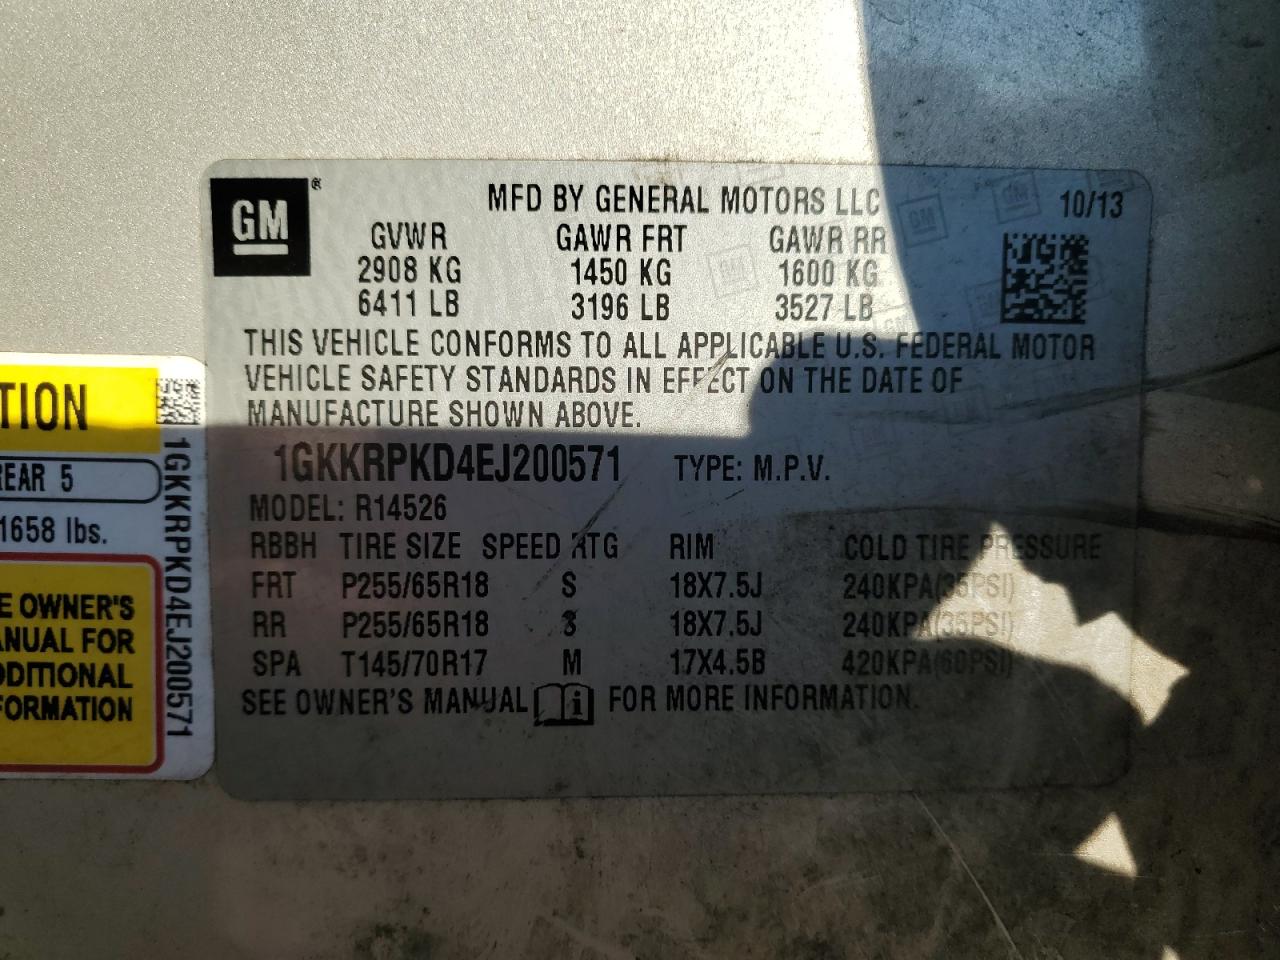 GM ®
MFD BY GENERAL MOTORS LLC 10/13
GVWR GAWR FRT GAWR RR
2908 KG 1450 KG 1600 KG
6411 LB 3196 LB 3527 LB
THIS VEHICLE CONFORMS TO ALL APPLICABLE U.S. FEDERAL MOTOR
VEHICLE SAFETY STANDARDS IN EFFECT ON THE DATE OF
MANUFACTURE SHOWN ABOVE.
1GKKRPKD4EJ200571 TYPE: M.P.V.
MODEL: R14526
RBBH TIRE SIZE SPEED RTG RIM COLD TIRE PRESSURE
FRT P255/65R18 S 18X7.5J 240KPA(35PSI)
RR P255/65R18 S 18X7.5J 240KPA(35PSI)
SPA T145/70R17 M 17X4.5B 420KPA(60PSI)
SEE OWNER'S MANUAL i FOR MORE INFORMATION.
TION
REAR 5
1658 lbs.
E OWNER'S
ANUAL FOR
DDITIONAL
FORMATION
1GKKRPKD4EJ200571